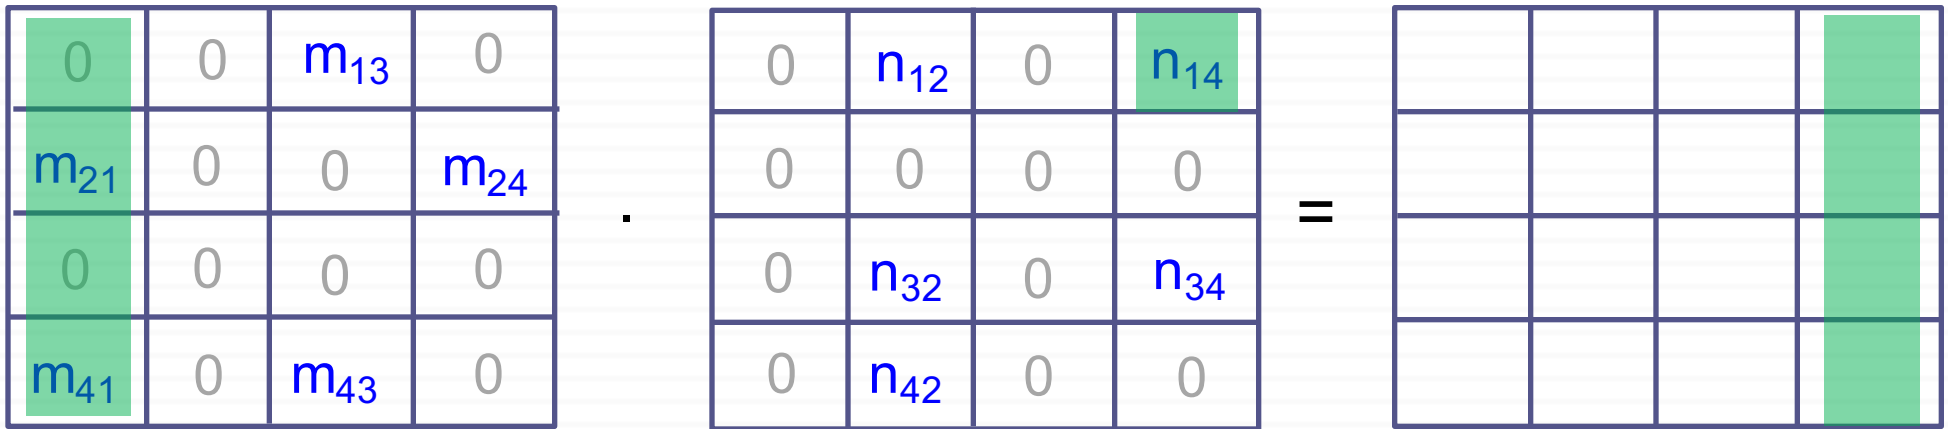 0 0 m13 0 0 n12 0 n14
m21 0 0 m24 . 0 0 0 0 =
0 0 0 0 0 n32 0 n34
m41 0 m43 0 0 n42 0 0